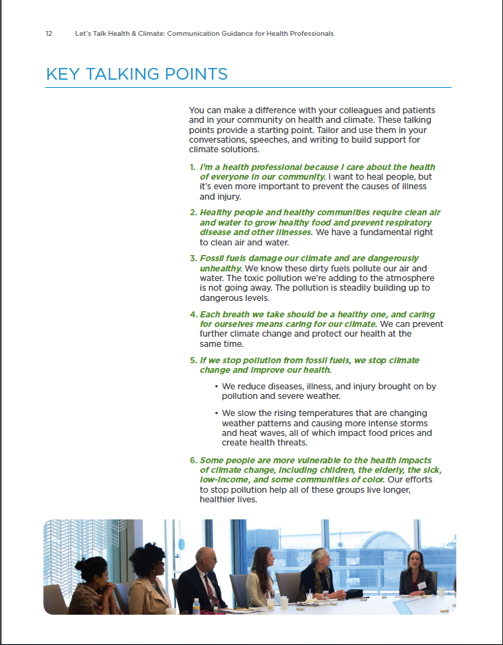 12 Let's Talk Health & Climate: Communication Guidance for Health Professionals
KEY TALKING POINTS
You can make a difference with your colleagues and patients
and in your community on health and climate. These talking
points provide a starting point. Tailor and use them in your
conversations, speeches, and writing to build support for
climate solutions.
1. I'm a health professional because I care about the health
of everyone in our community. I want to heal people, but
it's even more important to prevent the causes of illness
and injury.
2. Healthy people and healthy communities require clean air
and water to grow healthy food and prevent respiratory
disease and other illnesses. We have a fundamental right
to clean air and water.
3. Fossil fuels damage our climate and are dangerously
unhealthy. We know these dirty fuels pollute our air and
water. The toxic pollution we're adding to the atmosphere
is not going away. The pollution is steadily building up to
dangerous levels.
4. Each breath we take should be a healthy one, and caring
for ourselves means caring for our climate. We can prevent
further climate change and protect our health at the
same time.
5. If we stop pollution from fossil fuels, we stop climate
change and improve our health.
• We reduce diseases, illness, and injury brought on by
pollution and severe weather.
• We slow the rising temperatures that are changing
weather patterns and causing more intense storms
and heat waves, all of which impact food prices and
create health threats.
6. Some people are more vulnerable to the health impacts
of climate change, including children, the elderly, the sick,
low-income, and some communities of color. Our efforts
to stop pollution help all of these groups live longer,
healthier lives.